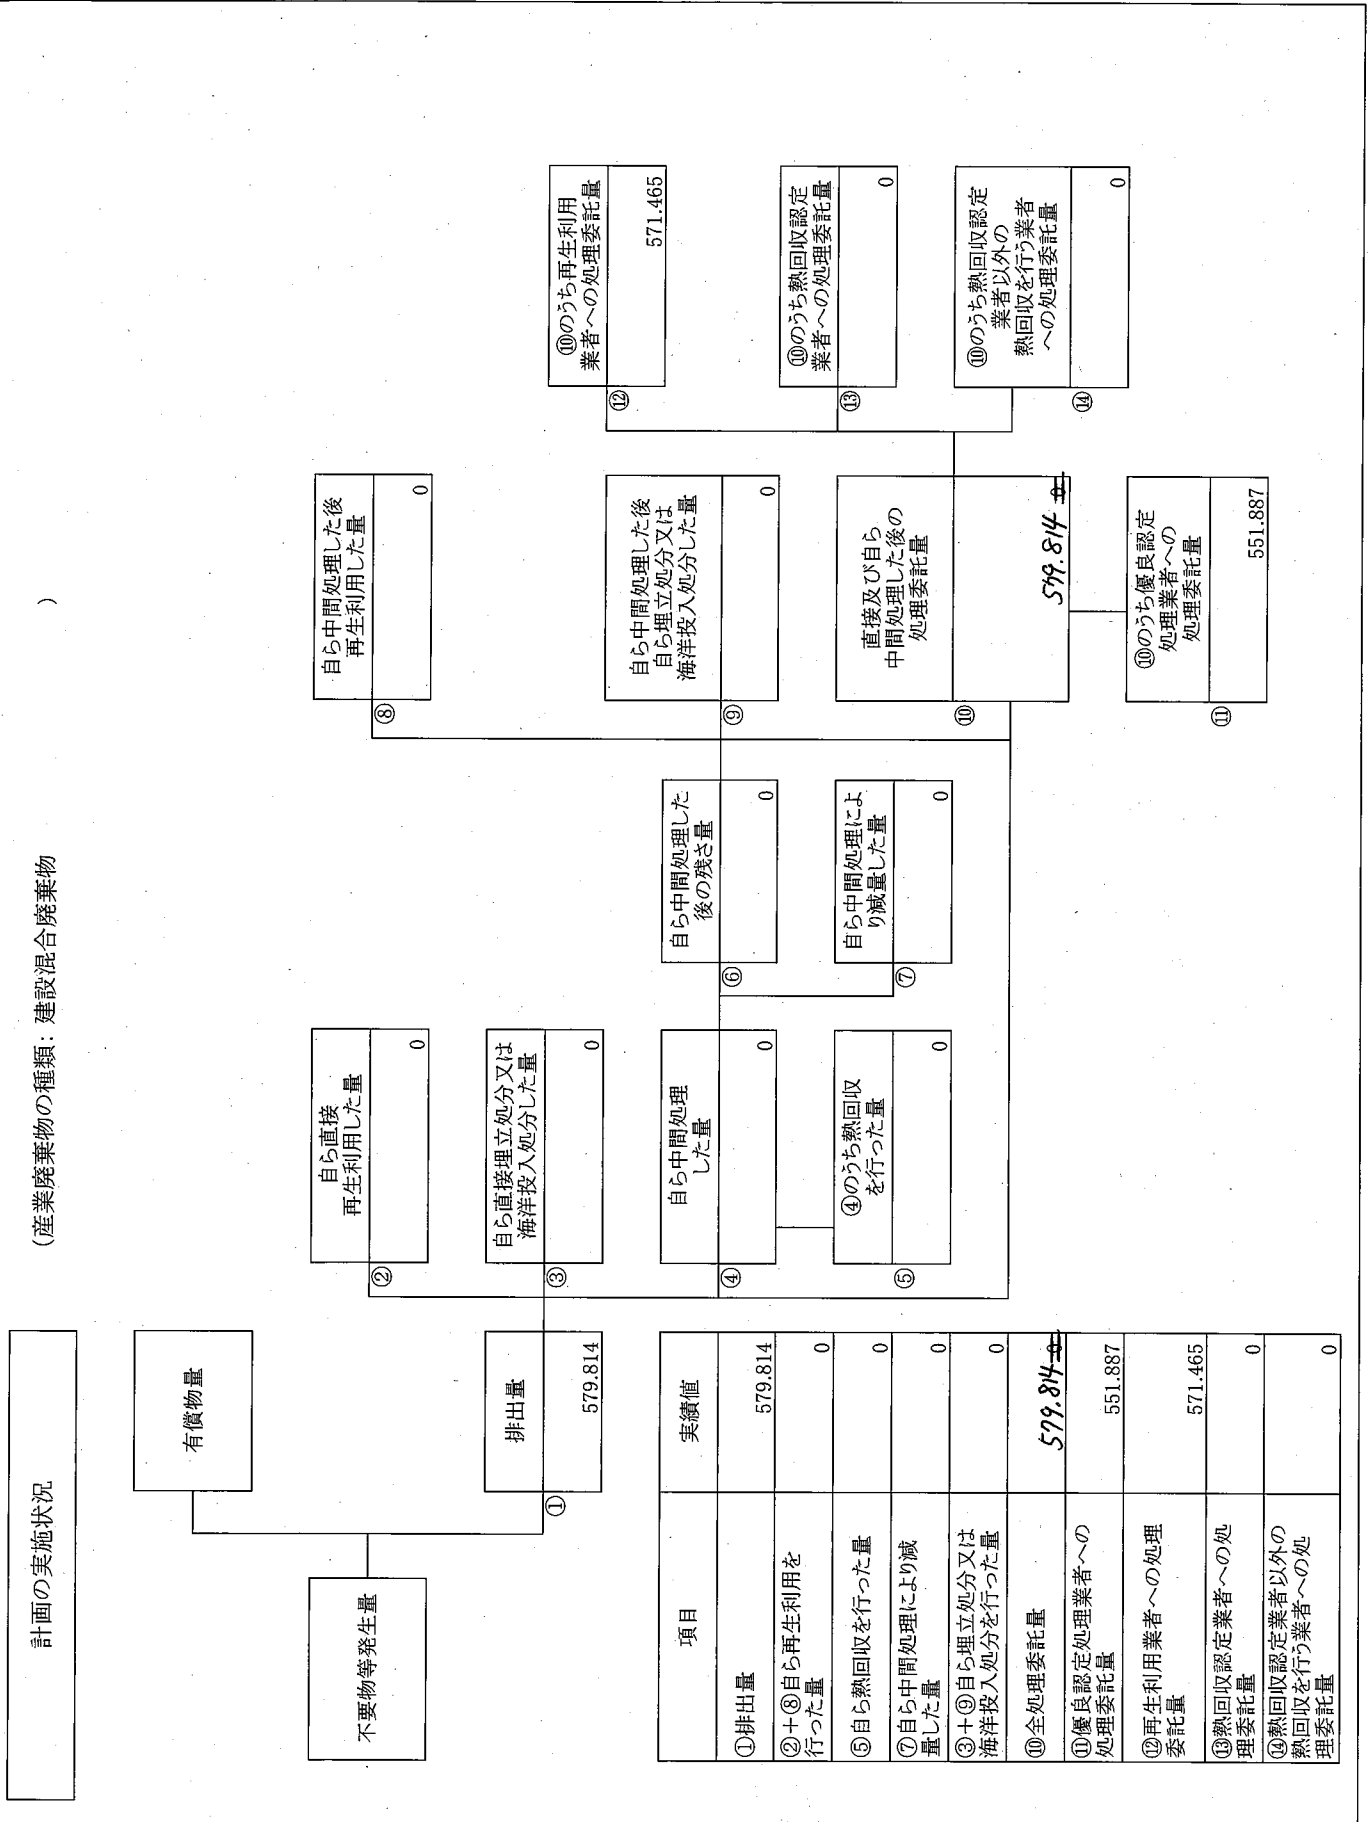 計画の実施状況
(産業廃棄物の種類：建設混合廃棄物 )
不要物等発生量
有償物量
①
排出量
579.814
②
自ら直接
再生利用した量
0
③
自ら直接埋立処分又は
海洋投入処分した量
0
④
自ら中間処理
した量
0
⑤
④のうち熱回収
を行った量
0
⑥
自ら中間処理した
後の残さ量
0
⑦
自ら中間処理によ
り減量した量
0
⑧
自ら中間処理した後
再生利用した量
0
⑨
自ら中間処理した後
自ら埋立処分又は
海洋投入処分した量
0
⑩
直接及び自ら
中間処理した後の
処理委託量
579.814 0
⑪
⑩のうち優良認定
処理業者への
処理委託量
551.887
⑫
⑩のうち再生利用
業者への処理委託量
571.465
⑬
⑩のうち熱回収認定
業者への処理委託量
0
⑭
⑩のうち熱回収認定
業者以外の
熱回収を行う業者
への処理委託量
0
項目 実績値
①排出量 579.814
②＋⑧自ら再生利用を
行った量 0
⑤自ら熱回収を行った量 0
⑦自ら中間処理により減
量した量 0
③＋⑨自ら埋立処分又は
海洋投入処分を行った量 0
⑩全処理委託量 579.814 0
⑪優良認定処理業者への
処理委託量 551.887
⑫再生利用業者への処理
委託量 571.465
⑬熱回収認定業者への処
理委託量 0
⑭熱回収認定業者以外の
熱回収を行う業者への処
理委託量 0